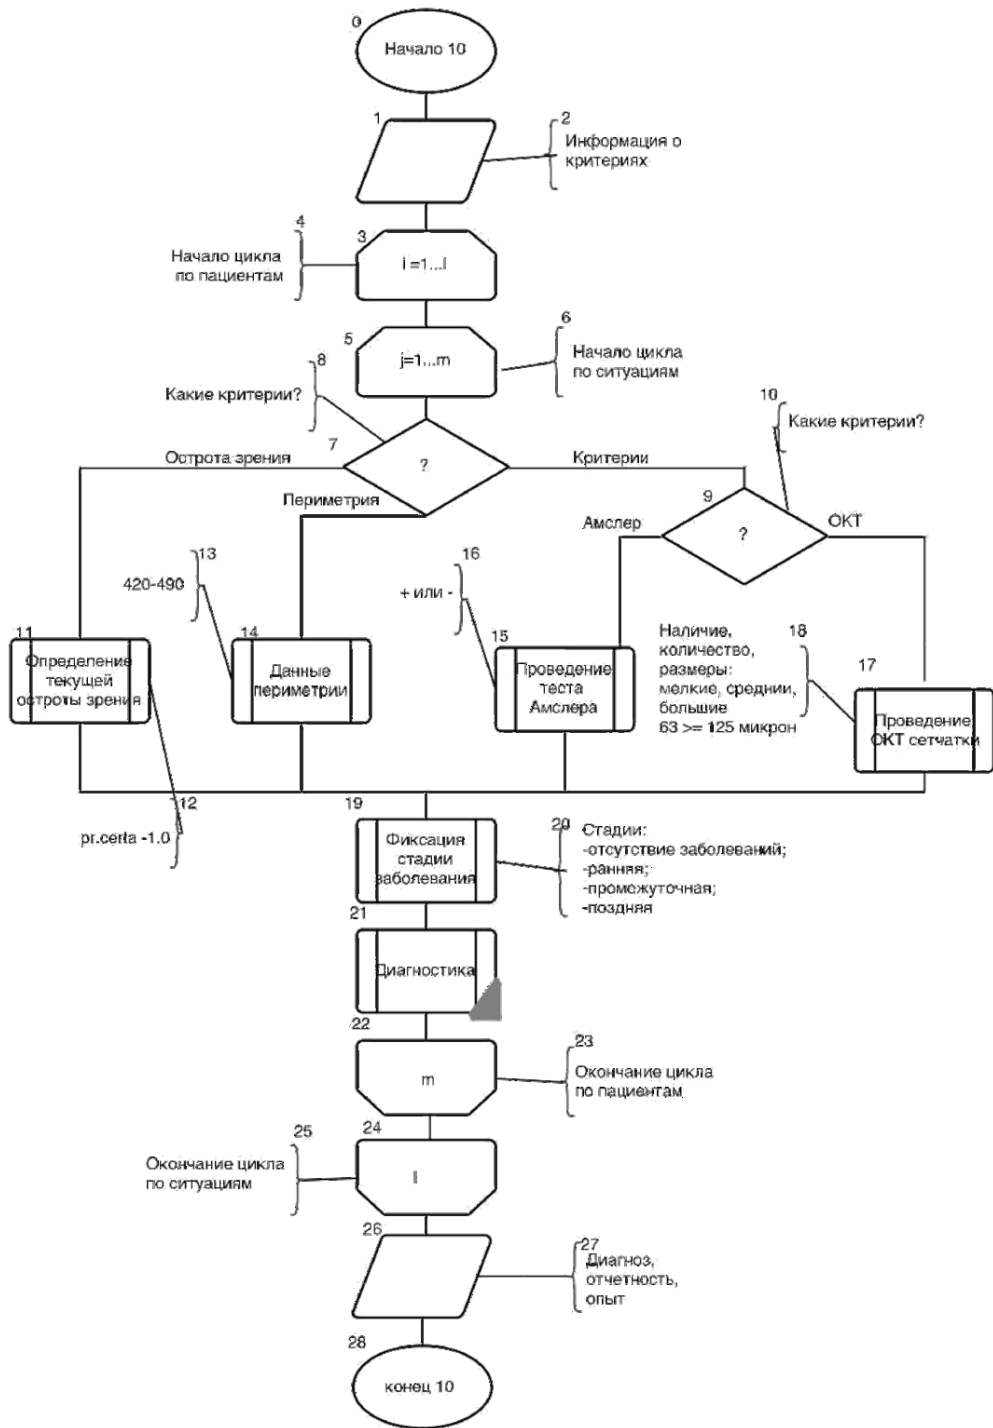 0
Начало 10
1
2
Информация о
критериях
4
Начало цикла
по пациентам
3
i =1...l
6
5
j=1...m
Начало цикла
по ситуациям
8
Какие критерии?
10
Какие критерии?
7
?
Острота зрения
Критерии
Периметрия
9
?
Амслер
ОКТ
13
420-490
16
+ или -
11
Определение
текущей
остроты зрения
14
Данные
периметрии
15
Проведение
теста
Амслера
18
Наличие,
количество,
размеры:
мелкие, среднии,
большие
63 >= 125 микрон
17
Проведение
ОКТ сетчатки
12
pr.certa -1.0
19
Фиксация
стадии
заболевания
20
Стадии:
-отсутствие заболеваний;
-ранняя;
-промежуточная;
-поздняя
21
Диагностика
22
m
23
Окончание цикла
по пациентам
25
Окончание цикла
по ситуациям
24
l
26
27
Диагноз,
отчетность,
опыт
28
конец 10